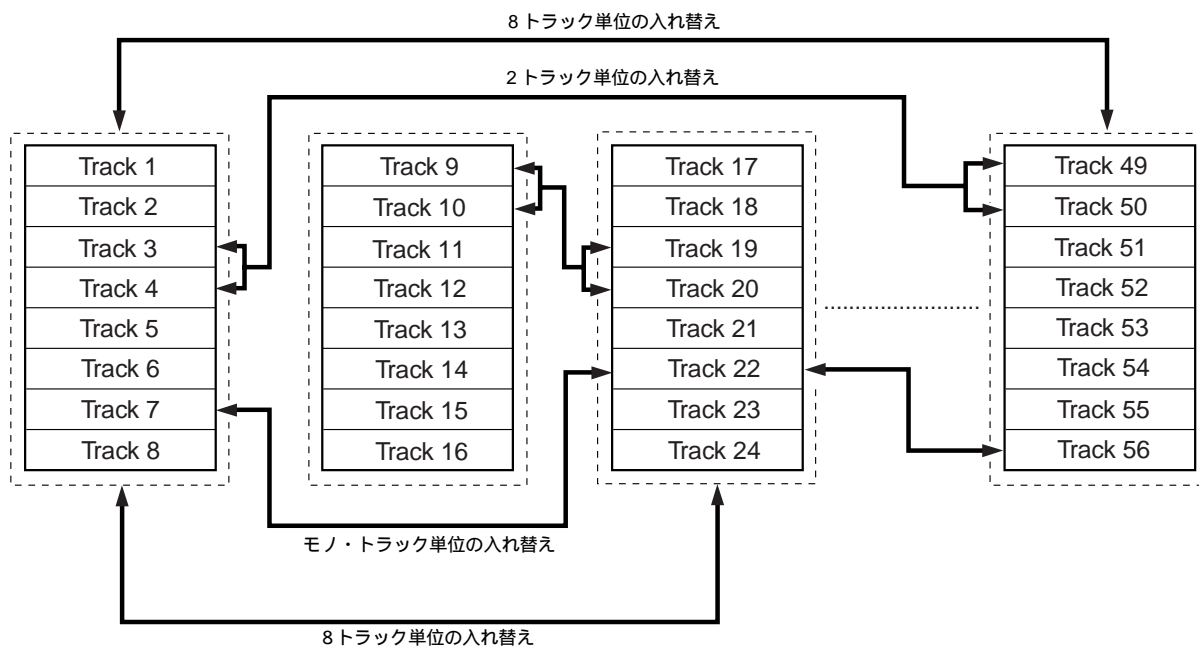 8 トラック単位の入れ替え
2 トラック単位の入れ替え
Track 1
Track 2
Track 3
Track 4
Track 5
Track 6
Track 7
Track 8
Track 9
Track 10
Track 11
Track 12
Track 13
Track 14
Track 15
Track 16
Track 17
Track 18
Track 19
Track 20
Track 21
Track 22
Track 23
Track 24
Track 49
Track 50
Track 51
Track 52
Track 53
Track 54
Track 55
Track 56
モノ・トラック単位の入れ替え
8 トラック単位の入れ替え